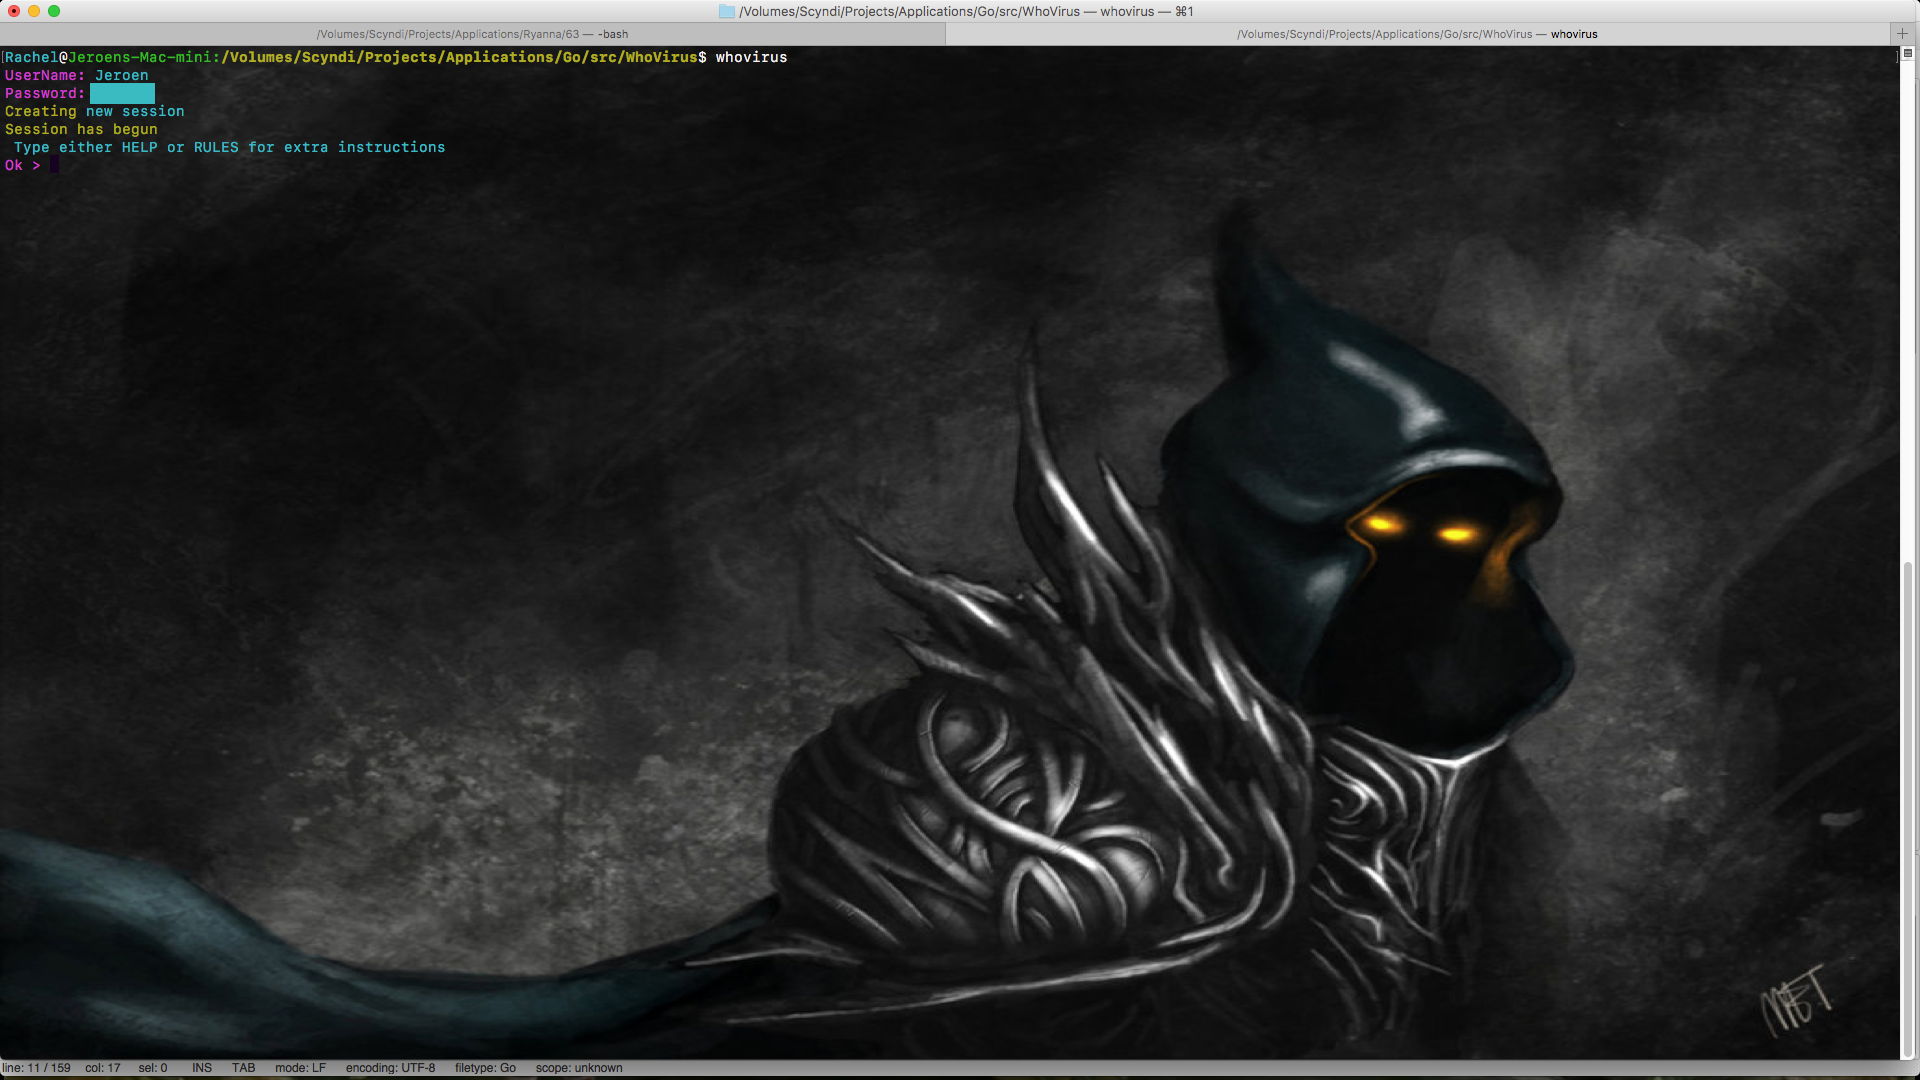 /Volumes/Scyndi/Projects/Applications/Go/src/WhoVirus — whovirus — ⌘1
/Volumes/Scyndi/Projects/Applications/Ryanna/63 — -bash
/Volumes/Scyndi/Projects/Applications/Go/src/WhoVirus — whovirus
[Rachel@Jeroens-Mac-mini:/Volumes/Scyndi/Projects/Applications/Go/src/WhoVirus$ whovirus ]
UserName: Jeroen
Password:
Creating new session
Session has begun
Type either HELP or RULES for extra instructions
Ok >
line: 11 / 159 col: 17 sel: 0 INS TAB mode: LF encoding: UTF-8 filetype: Go scope: unknown